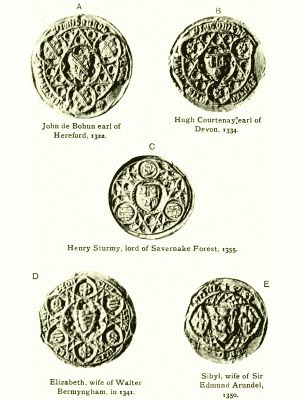 A
B
John de Bohun earl of
Hereford, 1322.
Hugh Courtenay, earl of
Devon, 1334.
C
Henry Sturmy, lord of Savernake Forest, 1355.
D
E
Elizabeth, wife of Walter
Bermyngham, in 1341.
Sibyl, wife of Sir
Edmund Arundel,
1350.